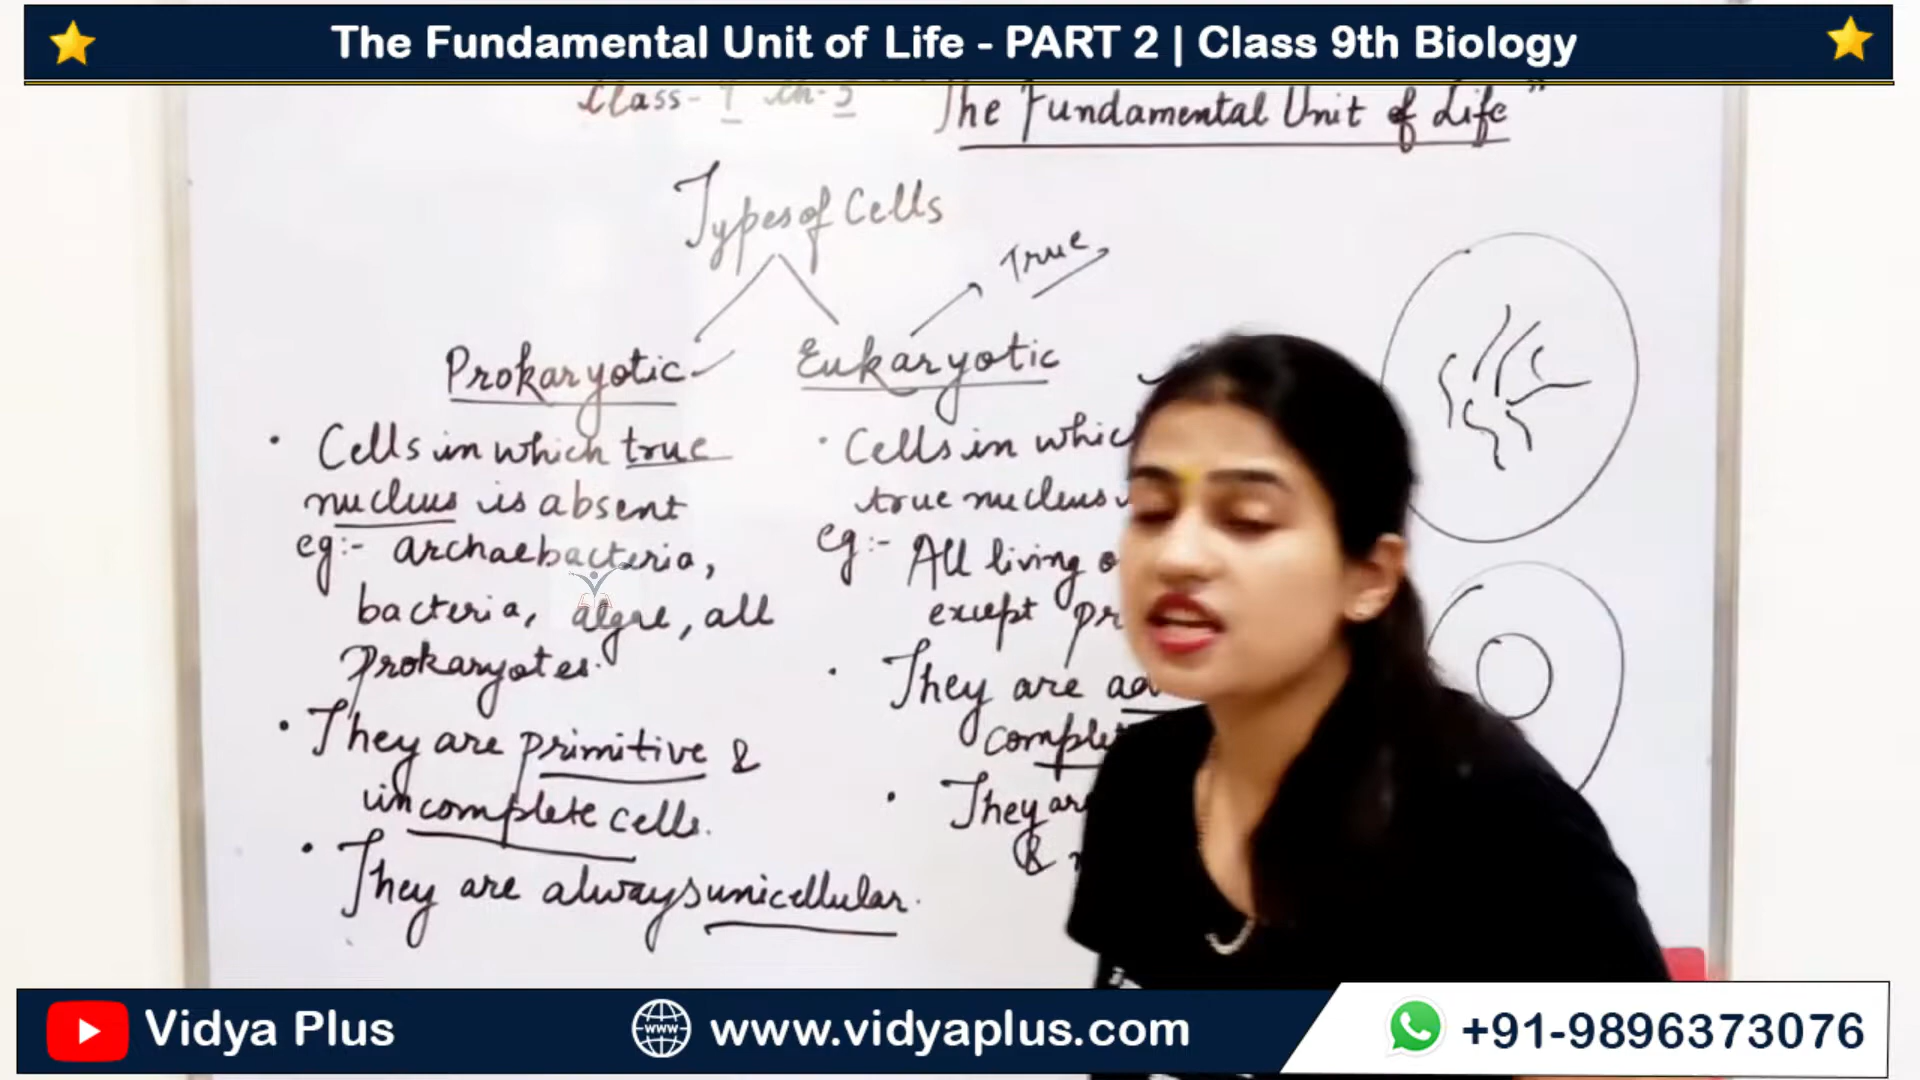 The Fundamental Unit of Life - PART 2 | Class 9th Biology
Class - 9 Ch - 5 "The Fundamental Unit of Life"
Types of Cells
True
Prokaryotic
Eukaryotic
• Cells in which true
nucleus is absent
eg:- archaebacteria,
bacteria, algae, all
Prokaryotes.
• They are primitive &
incomplete cells.
• They are always unicellular.
• Cells in which
true nucleus
eg:- All living
except
• They are
• They are
&
Vidya Plus
www.vidyaplus.com
+91-9896373076